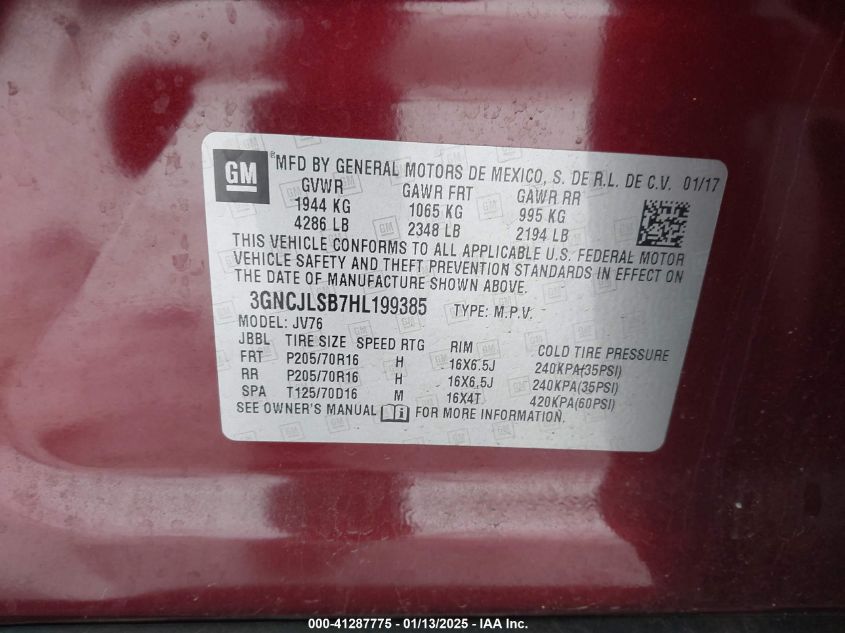 GM ® MFD BY GENERAL MOTORS DE MEXICO, S. DE R.L. DE C.V. 01/17
GVWR GAWR FRT GAWR RR
1944 KG 1065 KG 995 KG
4286 LB 2348 LB 2194 LB
THIS VEHICLE CONFORMS TO ALL APPLICABLE U.S. FEDERAL MOTOR
VEHICLE SAFETY AND THEFT PREVENTION STANDARDS IN EFFECT ON
THE DATE OF MANUFACTURE SHOWN ABOVE.
3GNCJLSB7HL199385 TYPE: M.P.V.
MODEL: JV76
JBBL TIRE SIZE SPEED RTG RIM COLD TIRE PRESSURE
FRT P205/70R16 H 16X6.5J 240KPA(35PSI)
RR P205/70R16 H 16X6.5J 240KPA(35PSI)
SPA T125/70D16 M 16X4T 420KPA(60PSI)
SEE OWNER'S MANUAL FOR MORE INFORMATION.
000-41287775 - 01/13/2025 - IAA Inc.